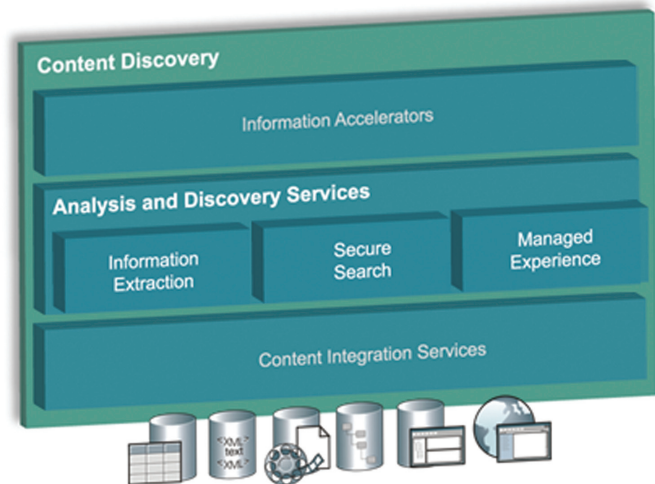 Content Discovery
Information Accelerators
Analysis and Discovery Services
Information
Extraction
Secure
Search
Managed
Experience
Content Integration Services
<XML>
text
<XML>